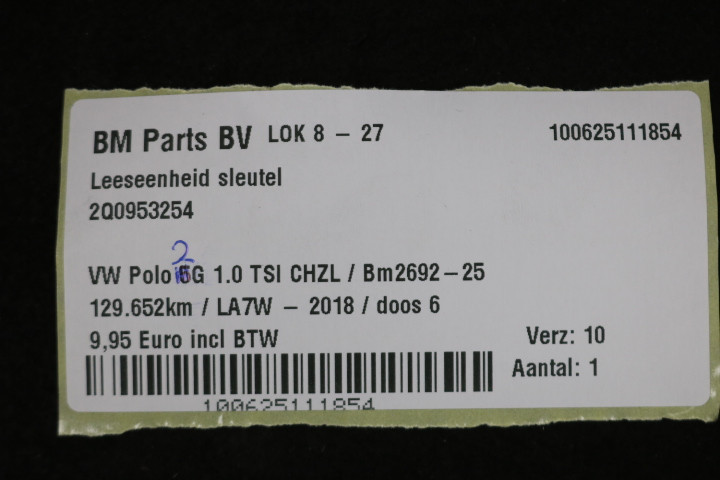 BM Parts BV LOK 8 - 27 100625111854
Leeseenheid sleutel
2Q0953254
2
VW Polo 6G 1.0 TSI CHZL / Bm2692-25
129.652km / LA7W - 2018 / doos 6
9,95 Euro incl BTW Verz: 10
Aantal: 1
100625111854